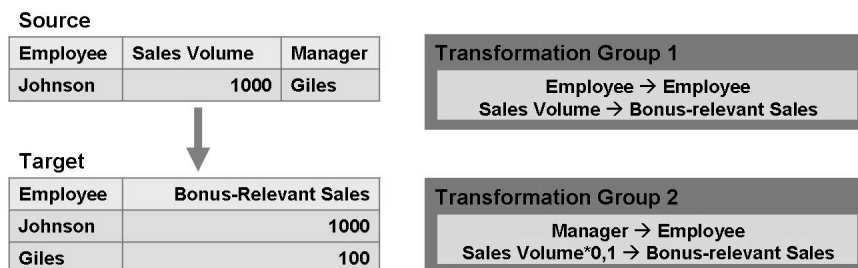 Source
Employee Sales Volume Manager
Johnson 1000 Giles
Target
Employee Bonus-Relevant Sales
Johnson 1000
Giles 100
Transformation Group 1
Employee → Employee
Sales Volume → Bonus-relevant Sales
Transformation Group 2
Manager → Employee
Sales Volume*0,1 → Bonus-relevant Sales